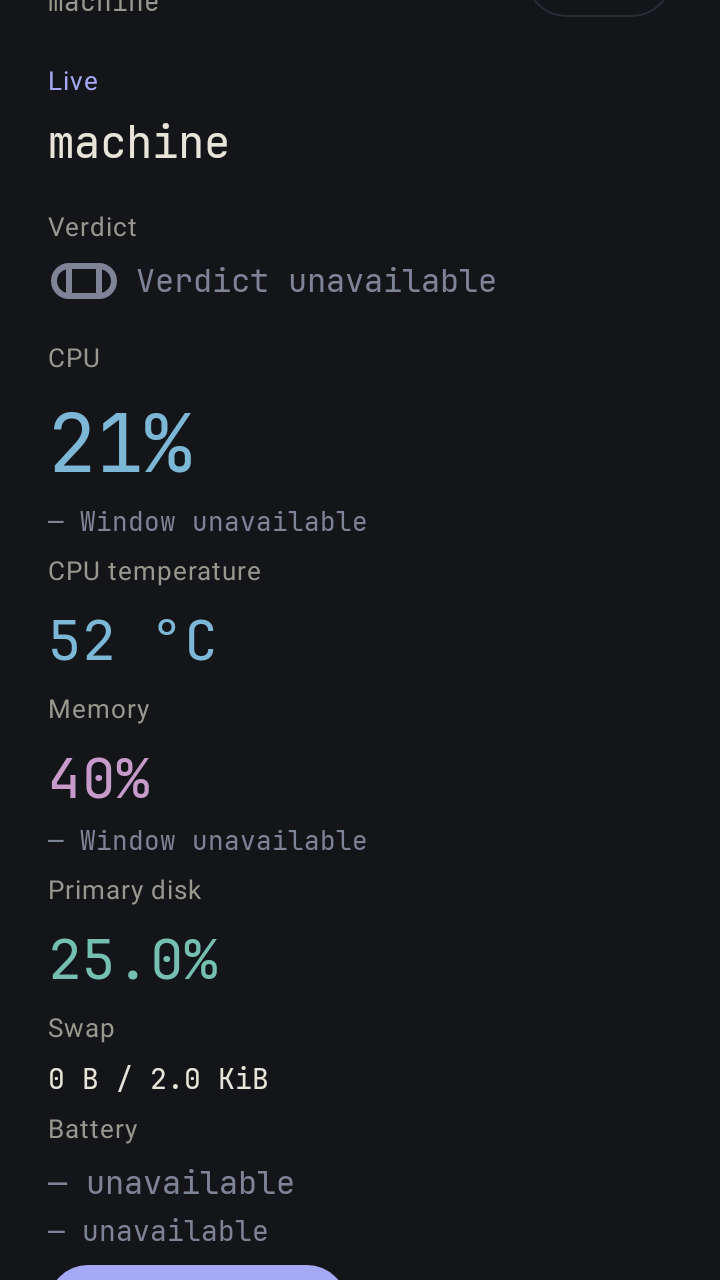 machine
Live
machine
Verdict
Verdict unavailable
CPU
21%
— Window unavailable
CPU temperature
52 °C
Memory
40%
— Window unavailable
Primary disk
25.0%
Swap
0 B / 2.0 KiB
Battery
— unavailable
— unavailable